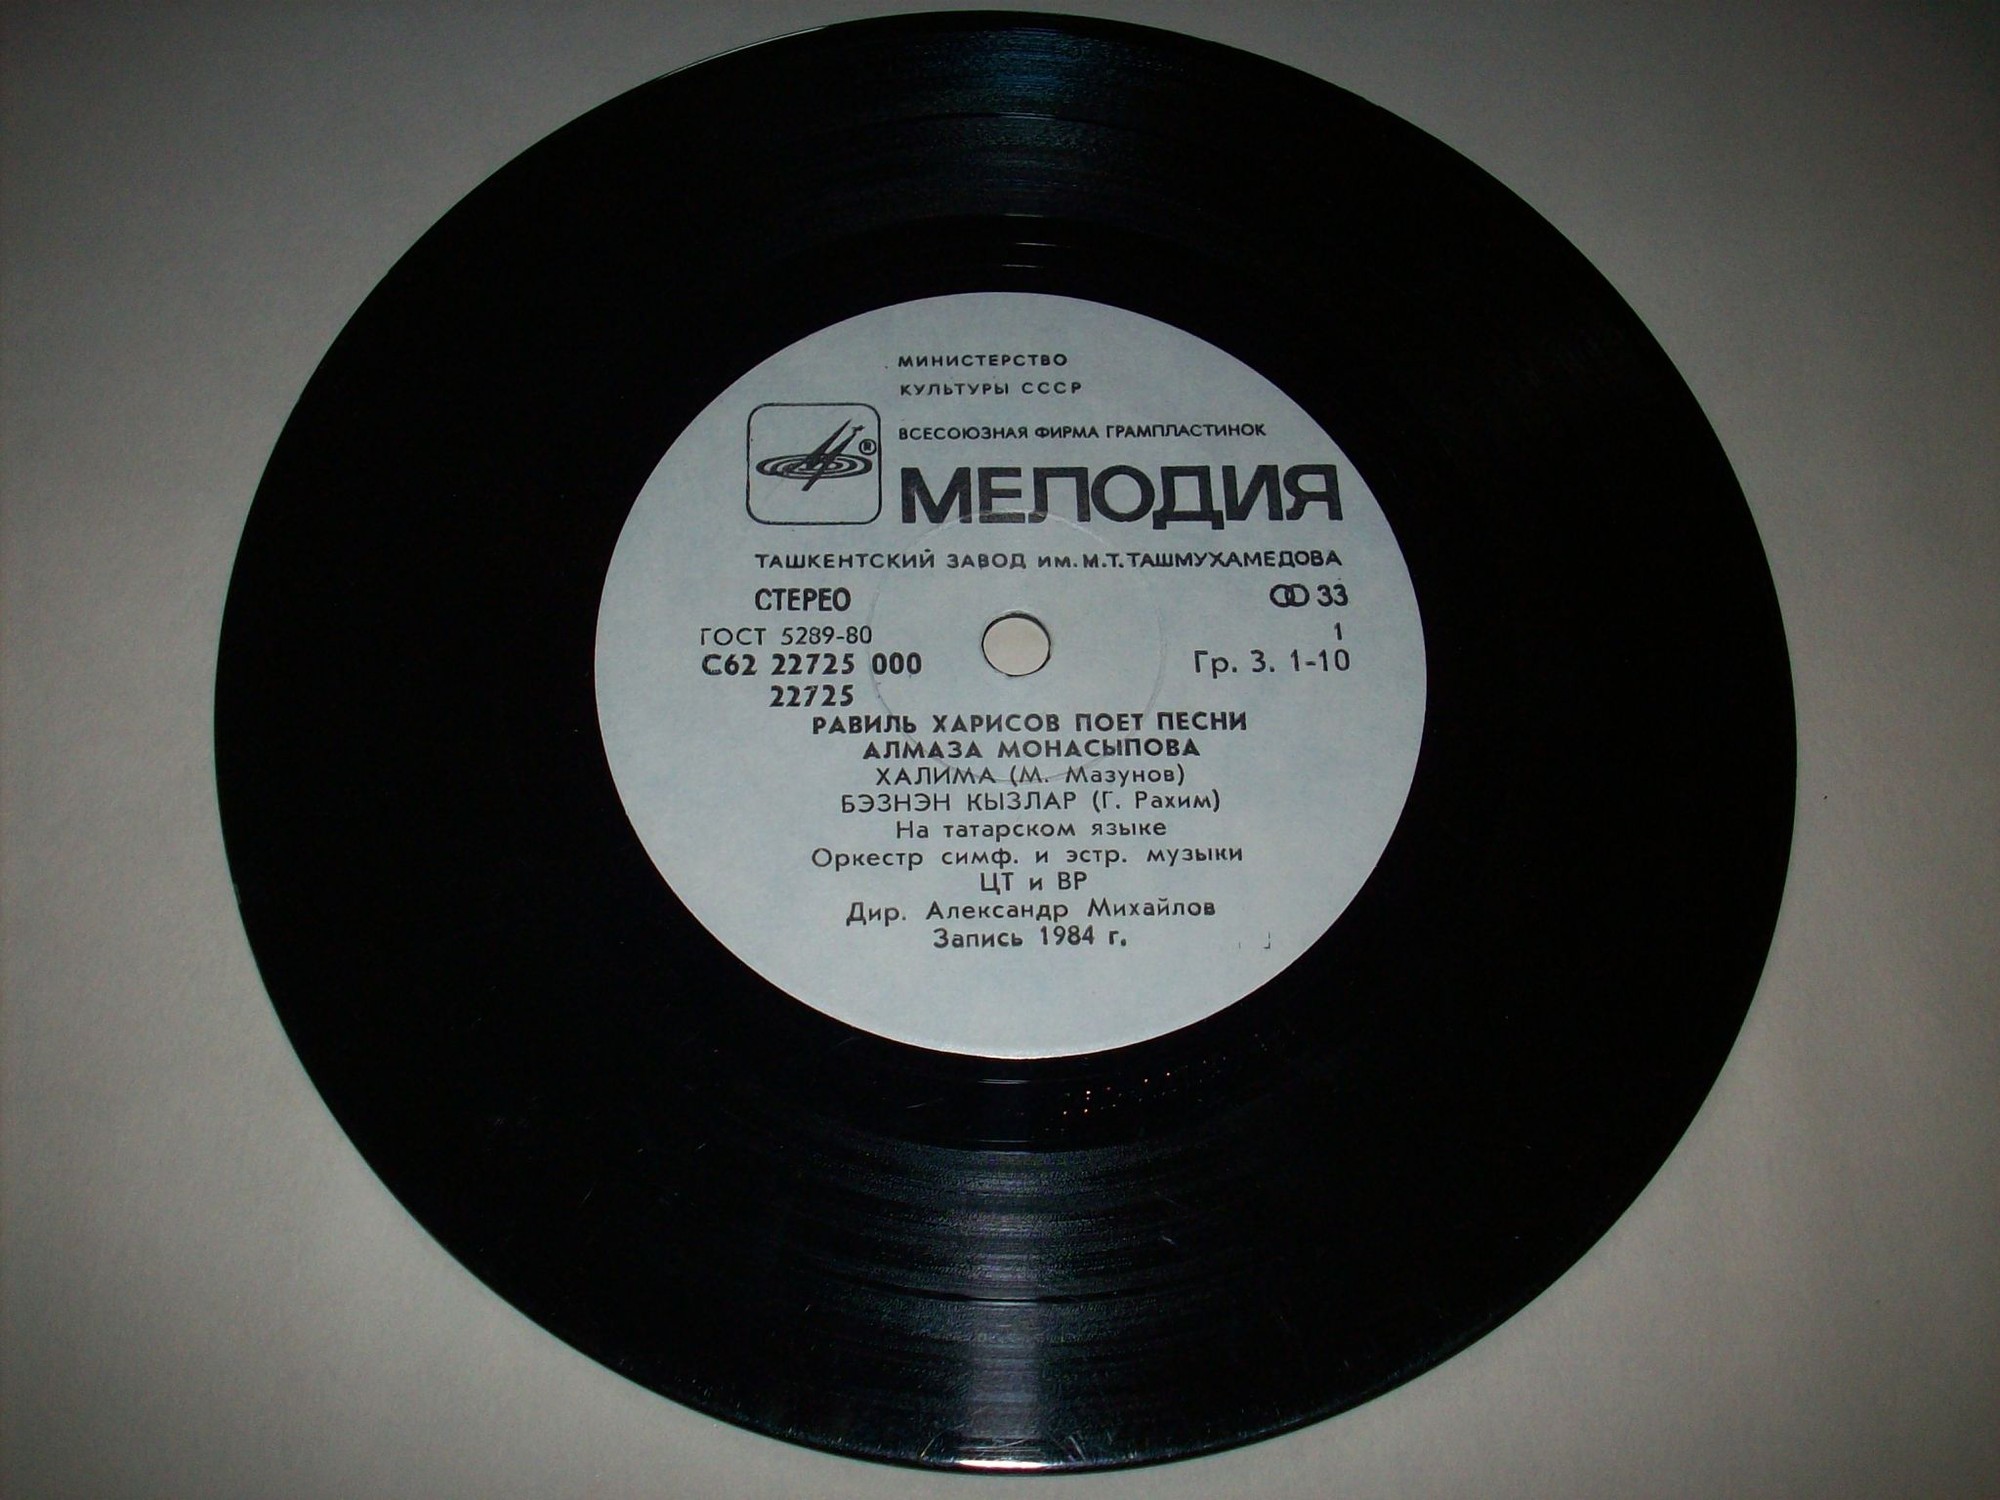 МИНИСТЕРСТВО
КУЛЬТУРЫ СССР
ВСЕСОЮЗНАЯ ФИРМА ГРАМПЛАСТИНОК
®
МЕЛОДИЯ
ТАШКЕНТСКИЙ ЗАВОД им. М.Т. ТАШМУХАМЕДОВА
СТЕРЕО 33
ГОСТ 5289-80 1
С62 22725 000 Гр. 3. 1-10
22725
РАВИЛЬ ХАРИСОВ ПОЕТ ПЕСНИ
АЛМАЗА МОНАСЫПОВА
ХАЛИМА (М. Мазунов)
БЭЗНЭН КЫЗЛАР (Г. Рахим)
На татарском языке
Оркестр симф. и эстр. музыки
ЦТ и ВР
Дир. Александр Михайлов
Запись 1984 г.